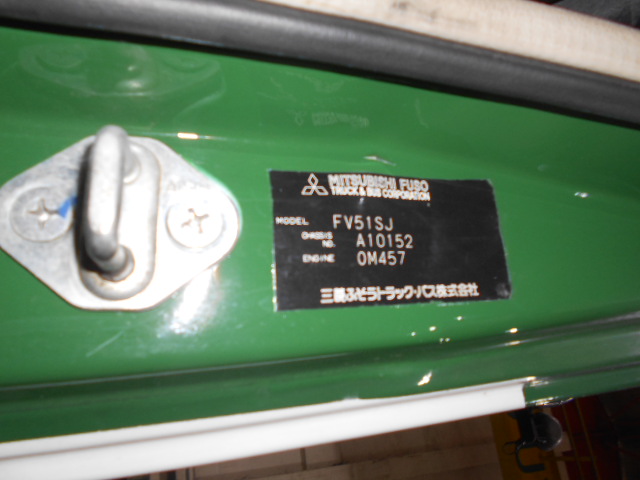 MITSUBISHI FUSO
TRUCK & BUS CORPORATION
MODEL FV51SJ
CHASSIS NO. A10152
ENGINE OM457
三菱ふそうトラック・バス株式会社